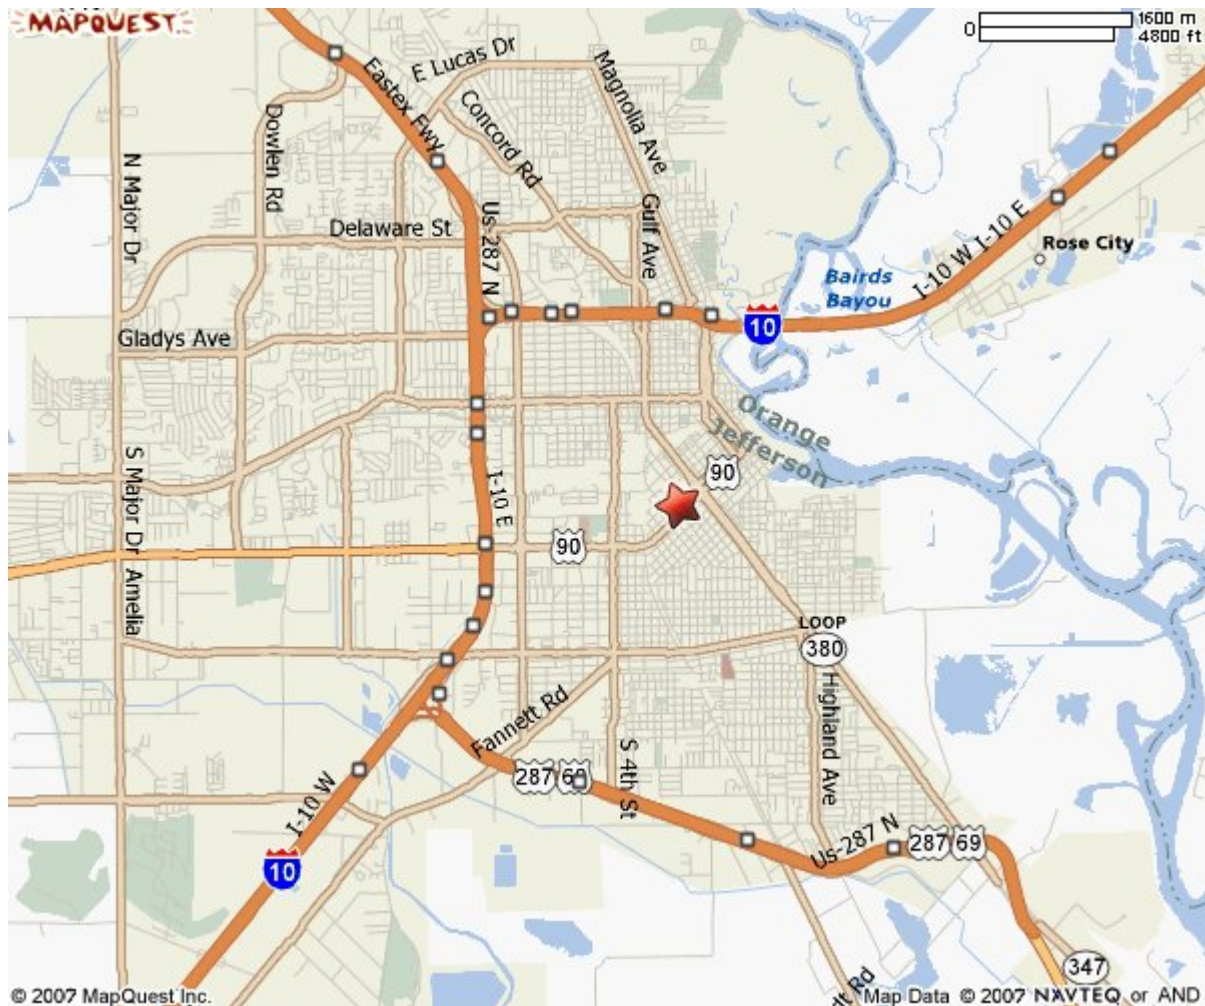 MAPQUEST
0
1600 m
4800 ft
E Lucas Dr
Eastex Fwy
Magnolia Ave
Concord Rd
Dowlen Rd
N Major Dr
Us-287 N
Gulf Ave
Delaware St
I-10 W I-10 E
Rose City
Bairds
Bayou
10
Gladys Ave
Orange
Jefferson
90
S Major Dr
I-10 E
90
Amelia
LOOP
380
Highland Ave
Fannett Rd
S 4th St
287
69
I-10 W
10
Us-287 N
287
69
347
dt Rd
© 2007 MapQuest Inc.
Map Data © 2007 NAVTEQ or AND